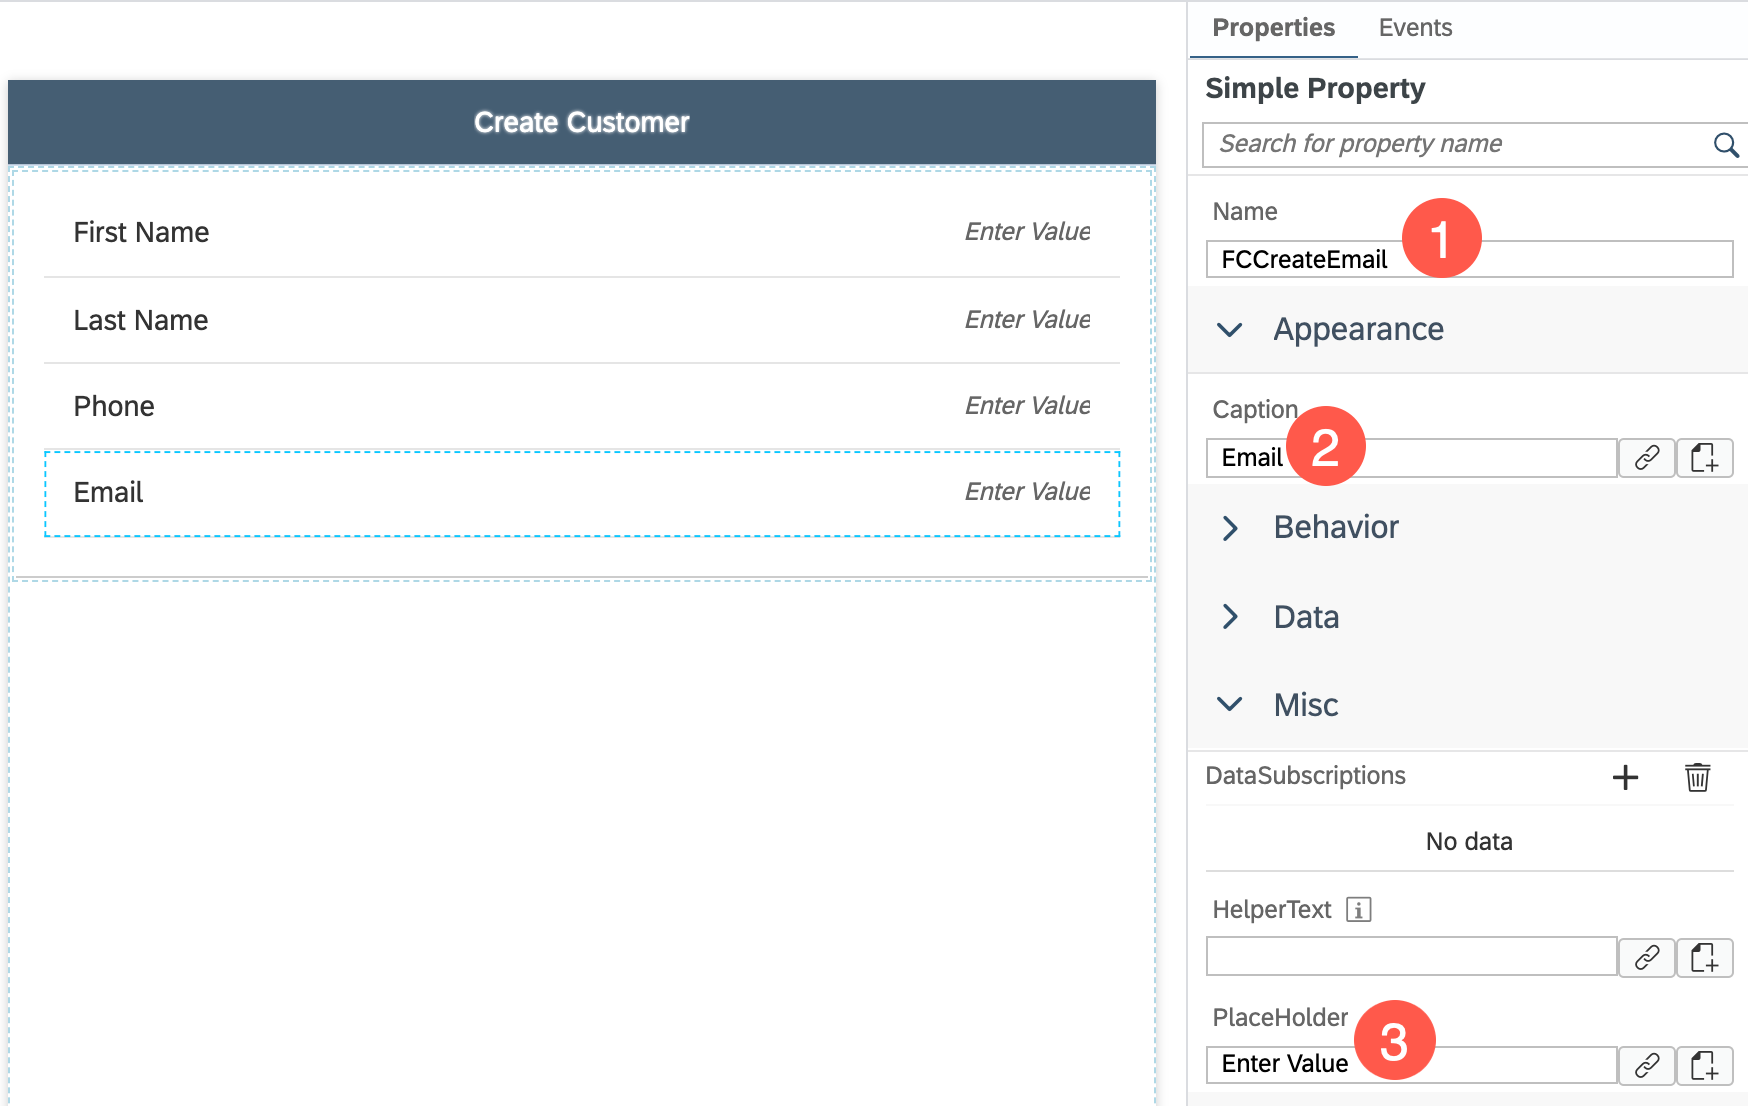 Create Customer
First Name Enter Value
Last Name Enter Value
Phone Enter Value
Email Enter Value
Properties Events
Simple Property
Search for property name
Name
1
FCCreateEmail
Appearance
Caption
2
Email
Behavior
Data
Misc
DataSubscriptions
No data
HelperText i
PlaceHolder
3
Enter Value